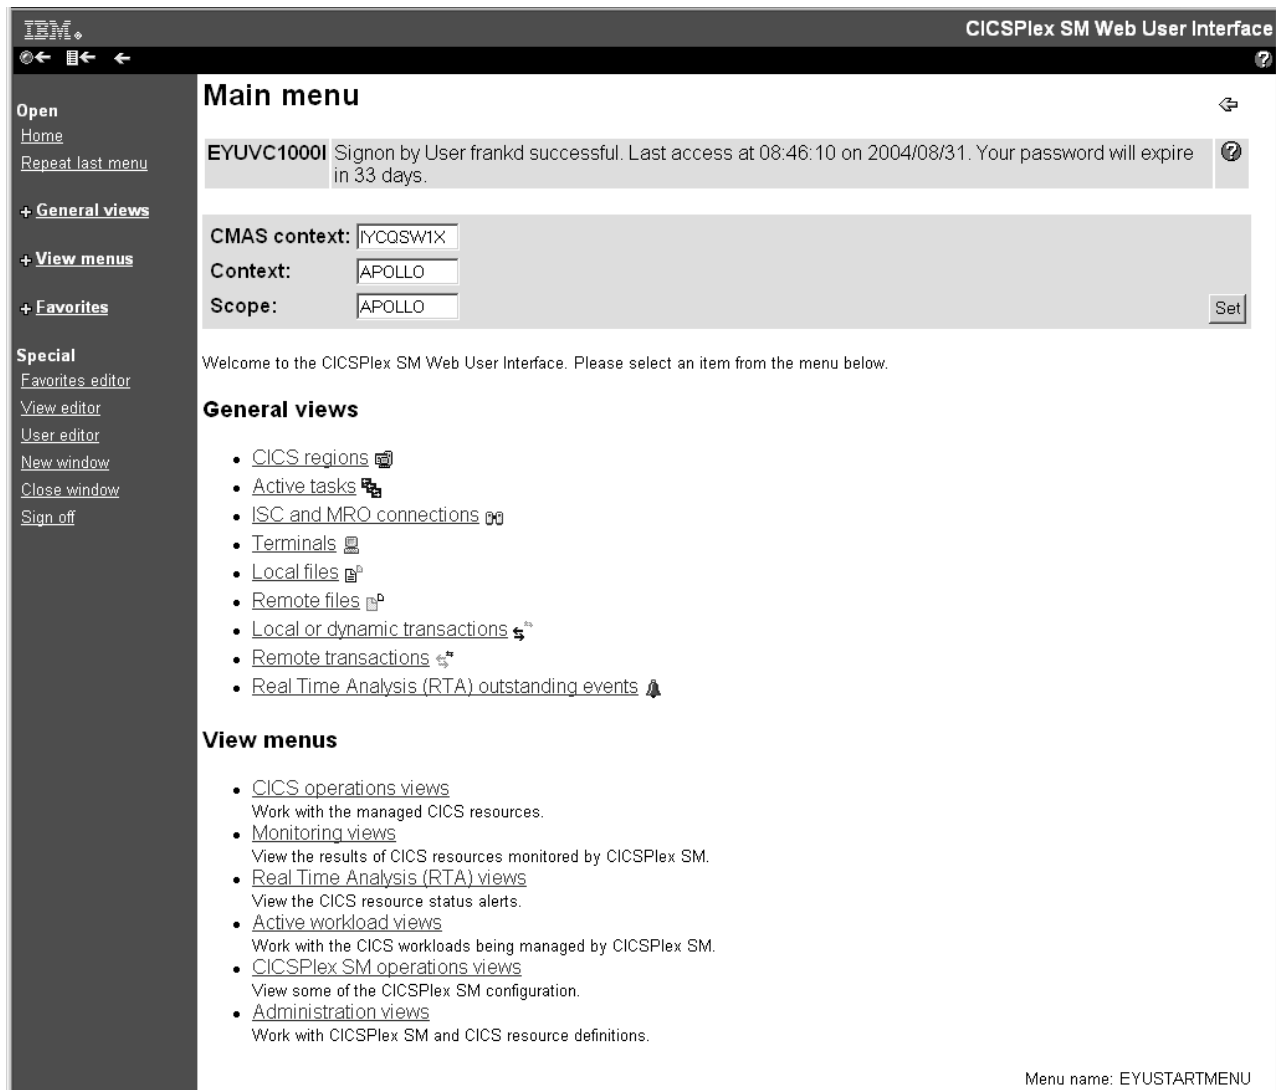 IBM.
CICSPlex SM Web User Interface
Open
Home
Repeat last menu
+ General views
+ View menus
+ Favorites
Special
Favorites editor
View editor
User editor
New window
Close window
Sign off
Main menu
EYUVC1000I Signon by User frankd successful. Last access at 08:46:10 on 2004/08/31. Your password will expire
in 33 days.
CMAS context: IYCQSW1X
Context: APOLLO
Scope: APOLLO
Set
Welcome to the CICSPlex SM Web User Interface. Please select an item from the menu below.
General views
• CICS regions
• Active tasks
• ISC and MRO connections
• Terminals
• Local files
• Remote files
• Local or dynamic transactions
• Remote transactions
• Real Time Analysis (RTA) outstanding events
View menus
• CICS operations views
Work with the managed CICS resources.
• Monitoring views
View the results of CICS resources monitored by CICSPlex SM.
• Real Time Analysis (RTA) views
View the CICS resource status alerts.
• Active workload views
Work with the CICS workloads being managed by CICSPlex SM.
• CICSPlex SM operations views
View some of the CICSPlex SM configuration.
• Administration views
Work with CICSPlex SM and CICS resource definitions.
Menu name: EYUSTARTMENU